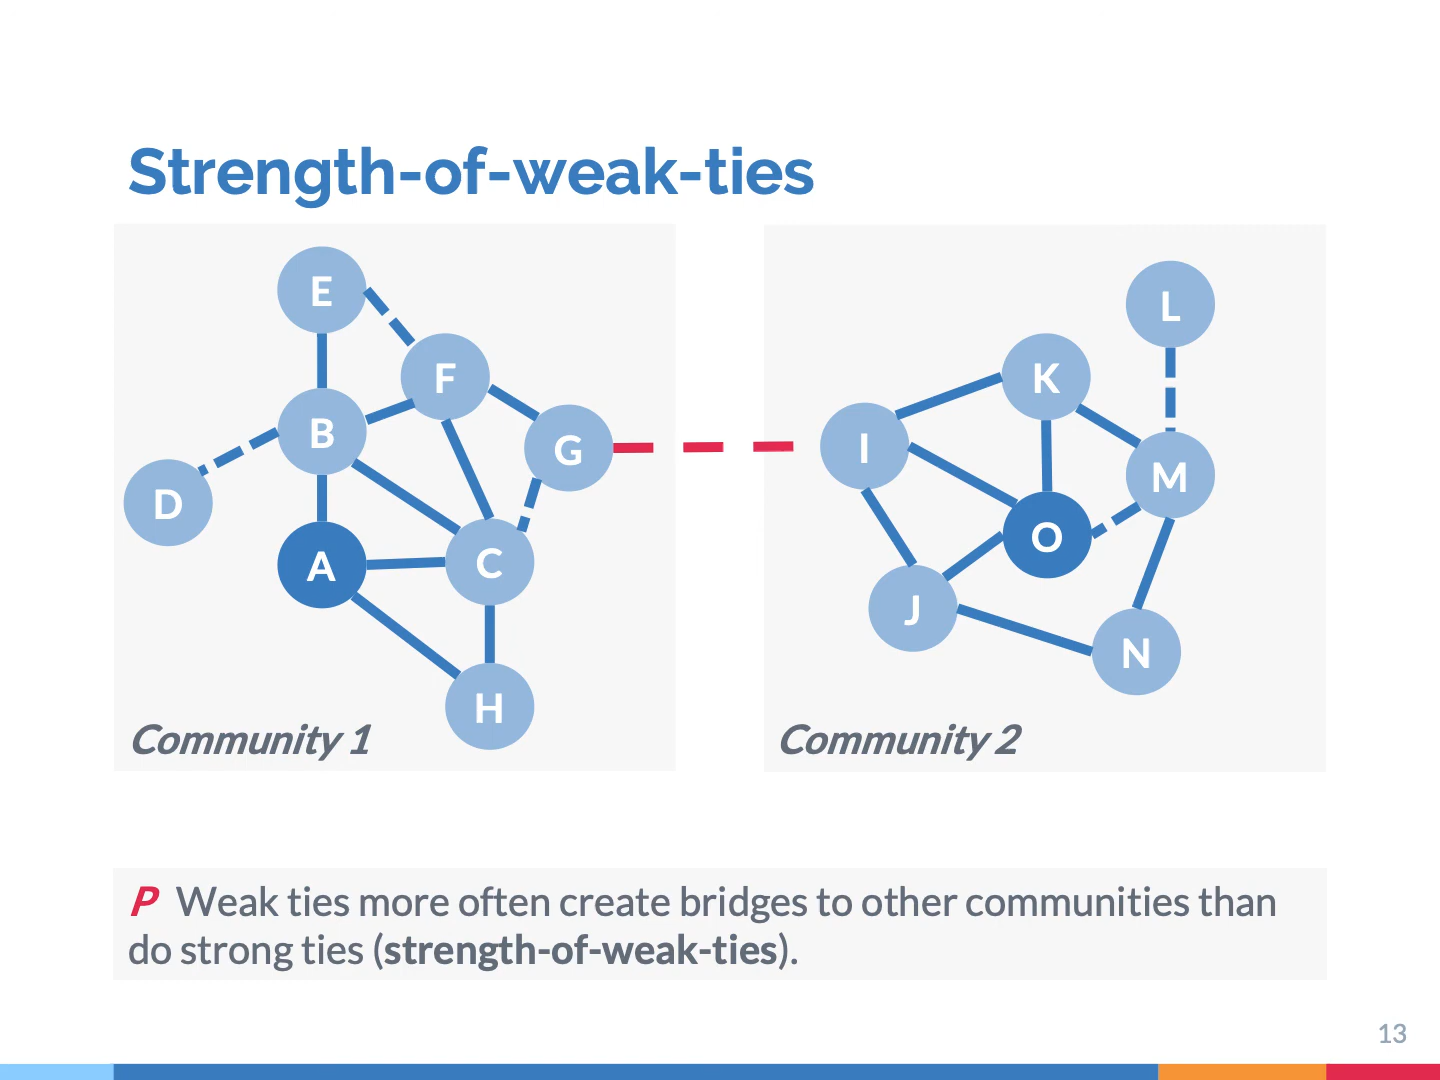 Strength-of-weak-ties
E
F
B
G
D
A
C
H
Community 1
L
K
I
M
O
J
N
Community 2
P Weak ties more often create bridges to other communities than
do strong ties (strength-of-weak-ties).
13